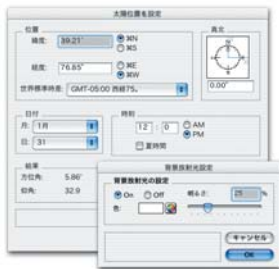 太陽位置を設定
位置
緯度: 39.21° ⌘N ⌘S
経度: 76.85° ⌘E ⌘W
世界標準時差: GMT-05:00 西経75。
真北
0.00°
日付
月: 1月
日: 31
時刻
12 : 0 AM PM
夏時間
結果
方位角: 5.86°
仰角: 32.9
背景放射光設定
背景放射光の設定
On Off 明るさ: 25 %
色:
キャンセル
OK